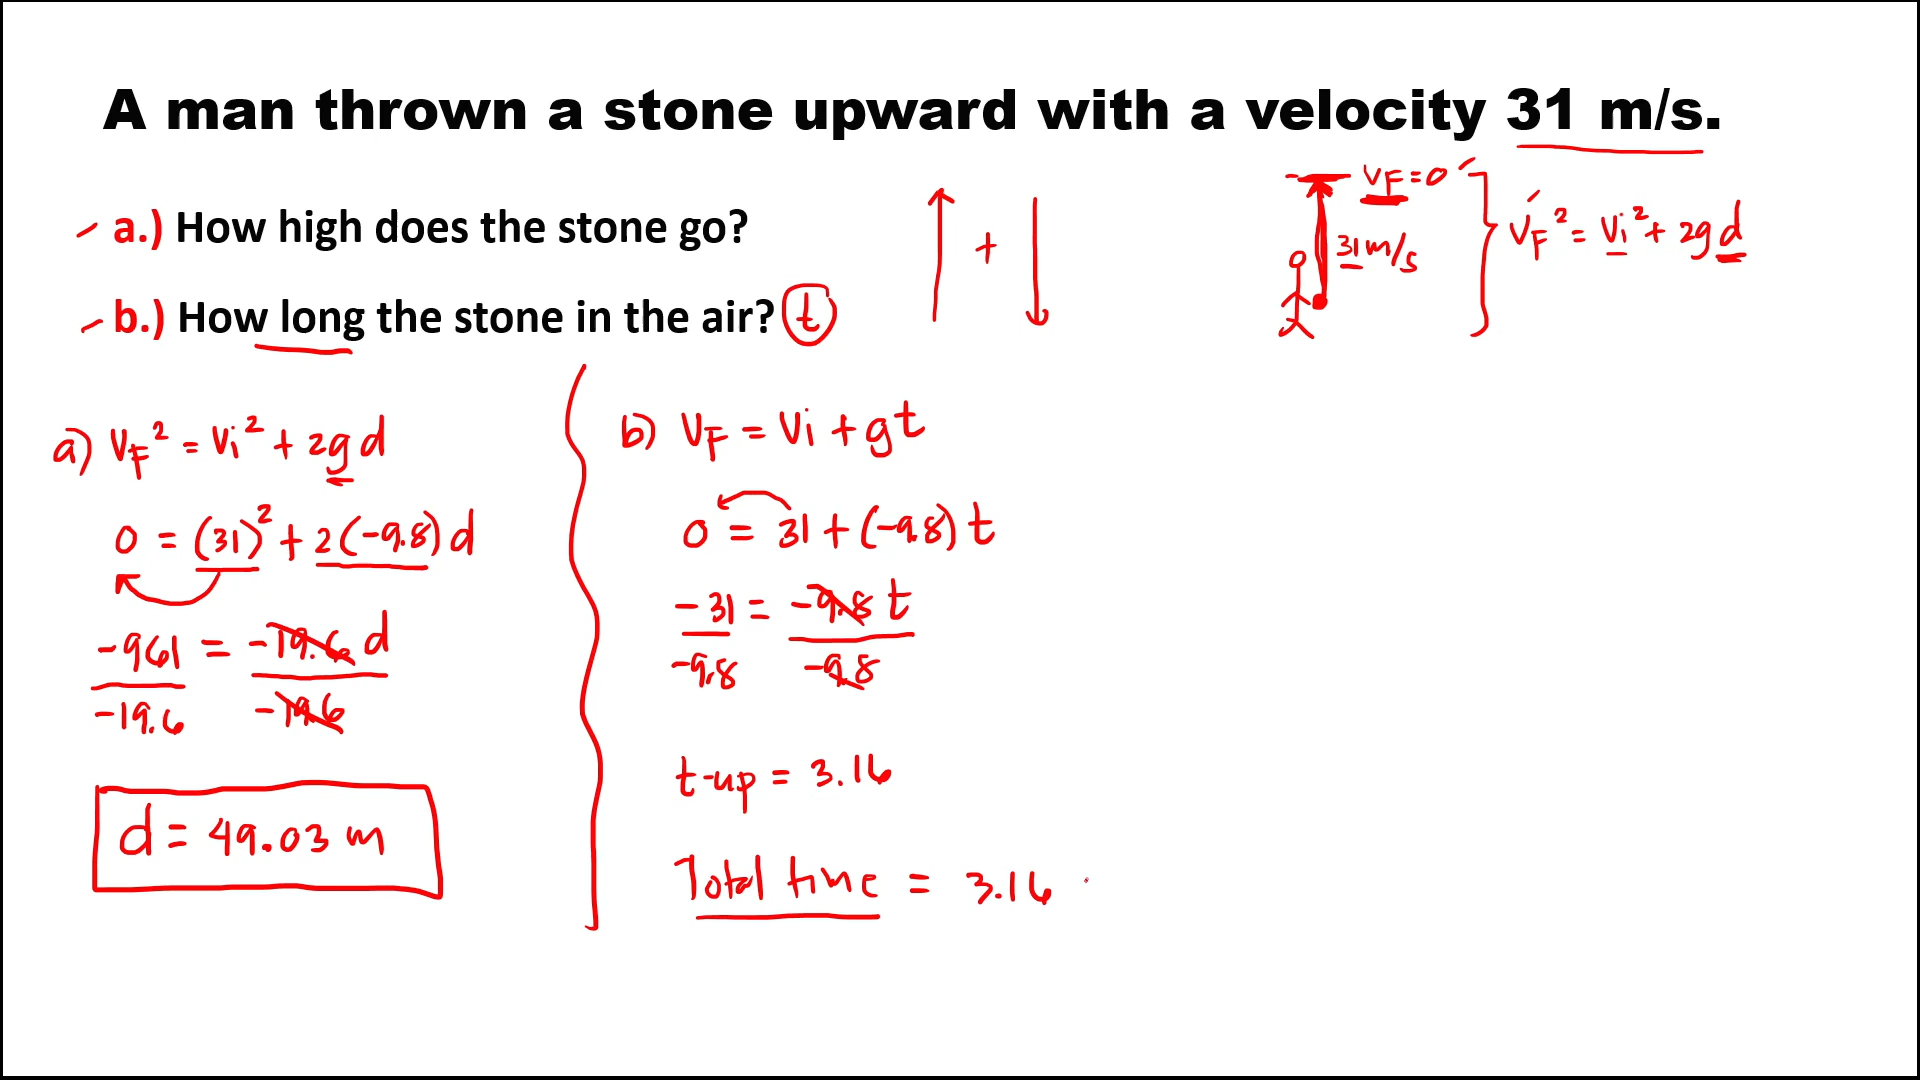 A man thrown a stone upward with a velocity 31 m/s.
a.) How high does the stone go?
b.) How long the stone in the air? t
+
VF = 0
31 m/s
VF² = Vi² + 2gd
a) VF² = Vi² + 2gd
0 = (31)² + 2(-9.8)d
-961 = -19.6 d
-19.6 -19.6
d = 49.03 m
b) VF = Vi + gt
0 = 31 + (-9.8) t
-31 = -9.8 t
-9.8 -9.8
t-up = 3.16
Total time = 3.16